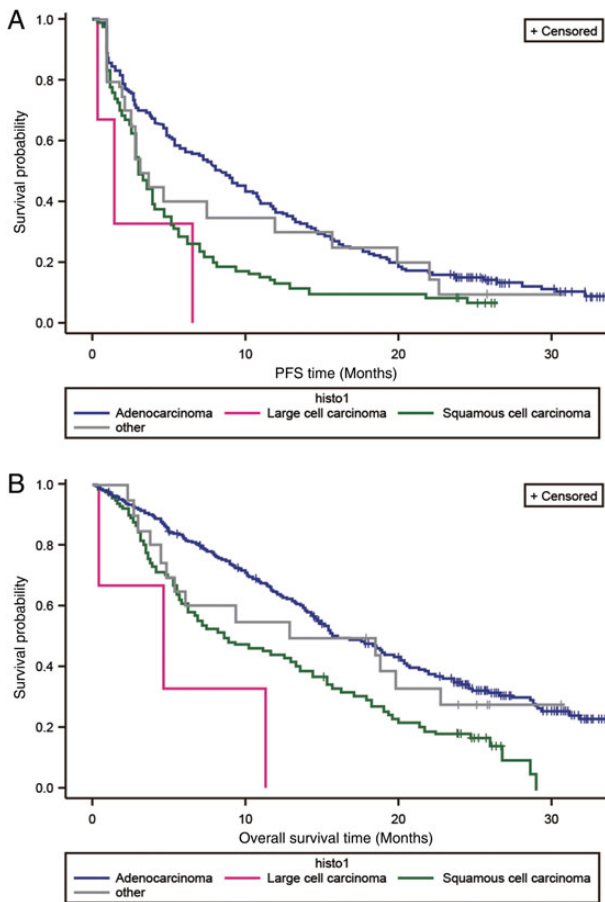 A
+ Censored
Survival probability
1.0
0.8
0.6
0.4
0.2
0.0
0 10 20 30
PFS time (Months)
histo1
Adenocarcinoma Large cell carcinoma Squamous cell carcinoma
other
B
+ Censored
Survival probability
1.0
0.8
0.6
0.4
0.2
0.0
0 10 20 30
Overall survival time (Months)
histo1
Adenocarcinoma Large cell carcinoma Squamous cell carcinoma
other